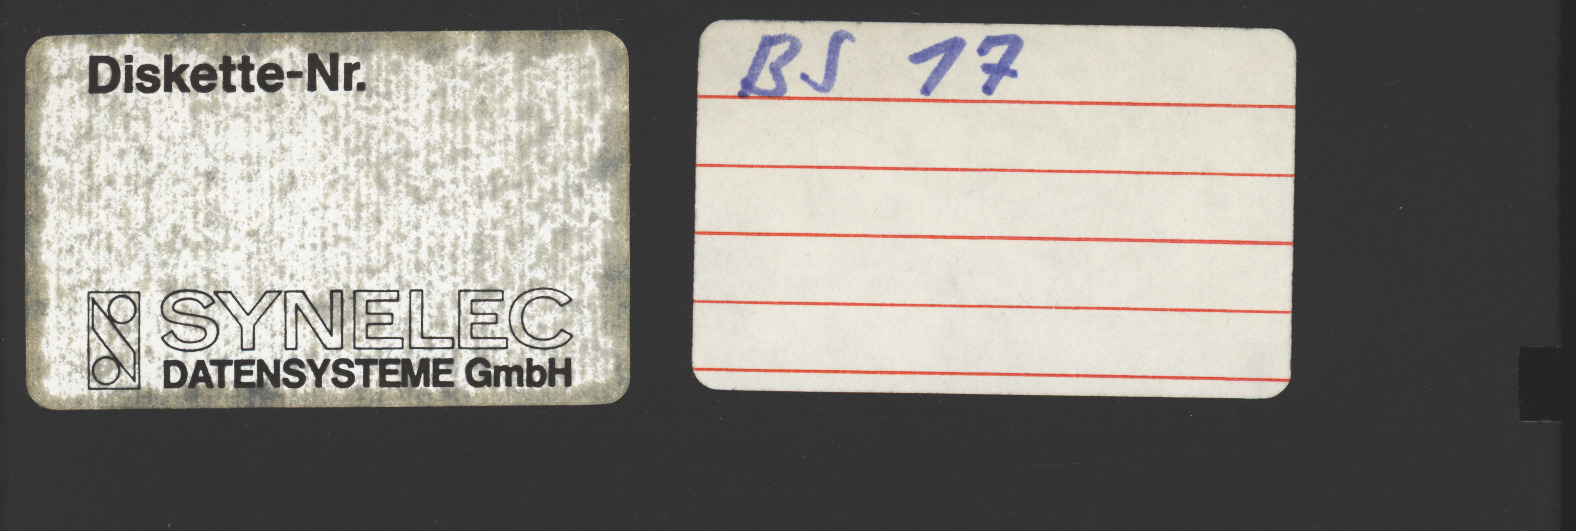 Diskette-Nr.
SYNELEC
DATENSYSTEME GmbH
BS 17